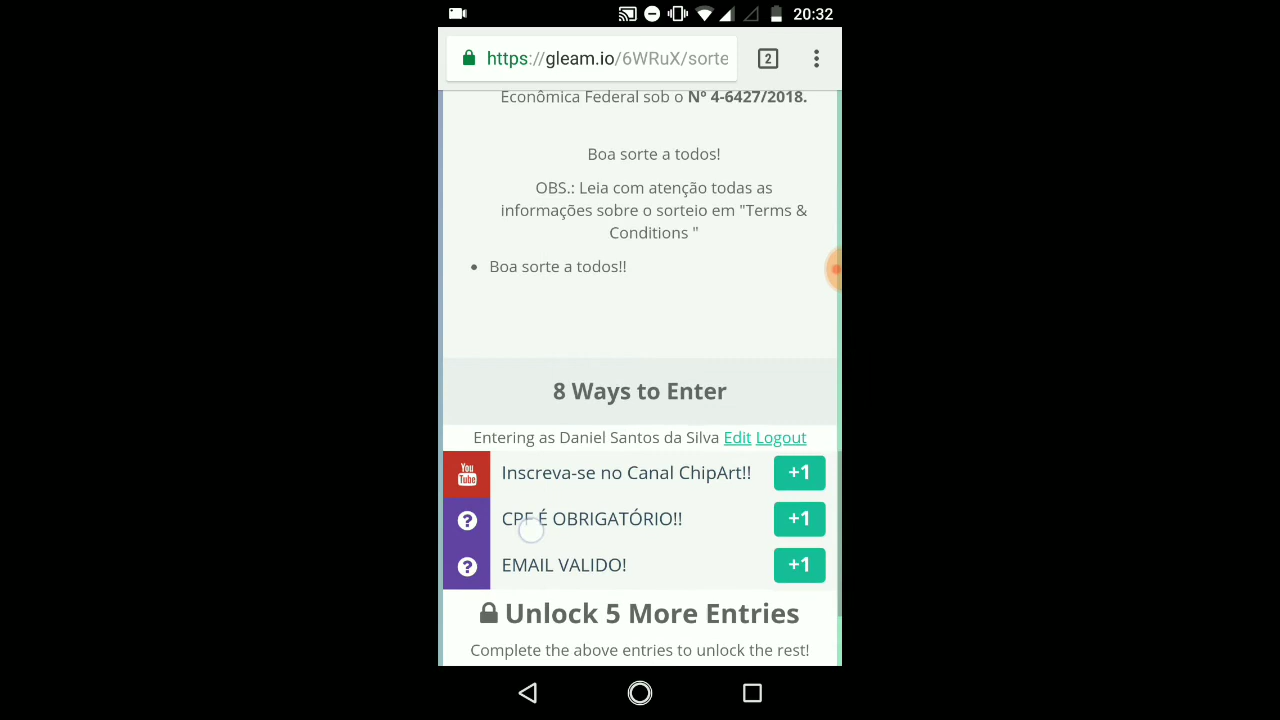 20:32
https://gleam.io/6WRuX/sorte
2
Econômica Federal sob o Nº 4-6427/2018.
Boa sorte a todos!
OBS.: Leia com atenção todas as
informações sobre o sorteio em "Terms &
Conditions "
• Boa sorte a todos!!
8 Ways to Enter
Entering as Daniel Santos da Silva Edit Logout
You Tube Inscreva-se no Canal ChipArt!! +1
? CPF É OBRIGATÓRIO!! +1
? EMAIL VALIDO! +1
Unlock 5 More Entries
Complete the above entries to unlock the rest!